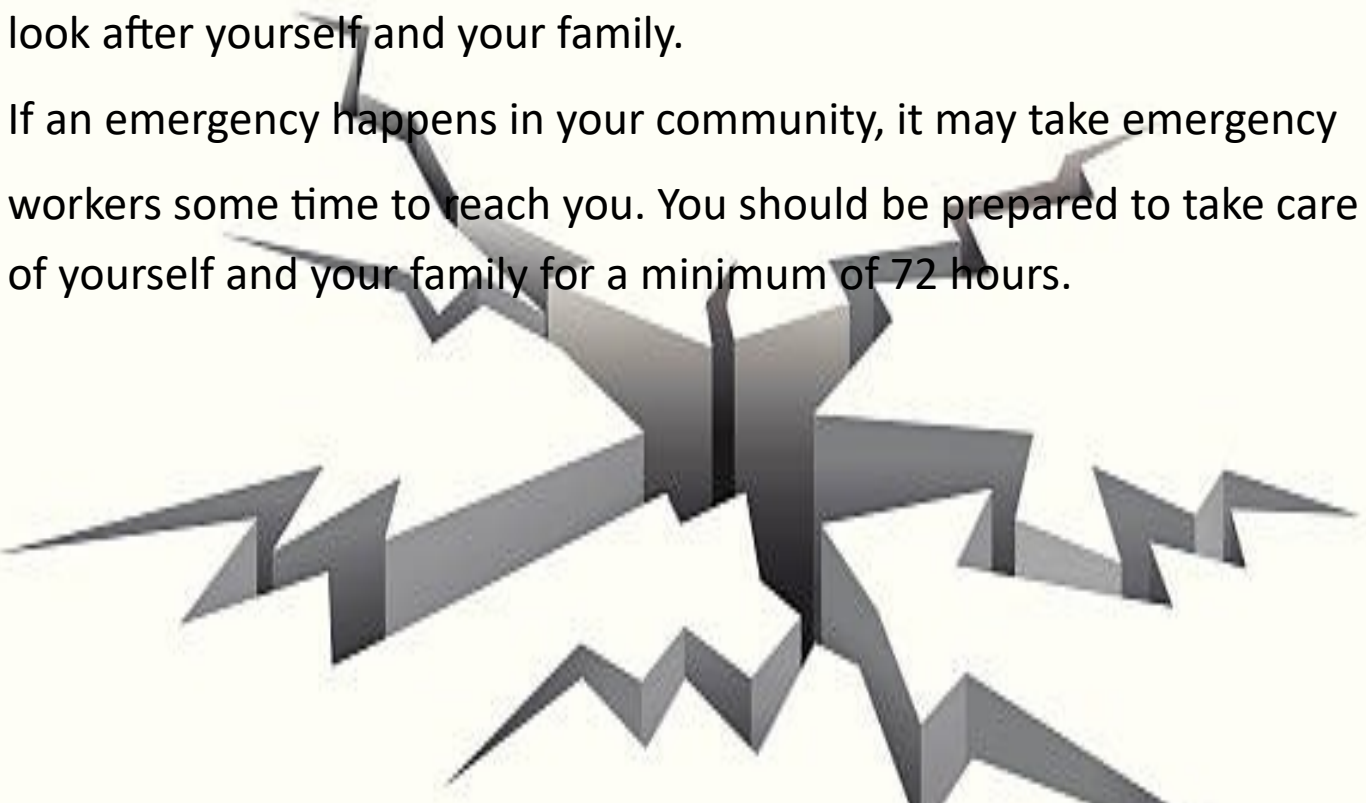 look after yourself and your family.
If an emergency happens in your community, it may take emergency
workers some time to reach you. You should be prepared to take care
of yourself and your family for a minimum of 72 hours.